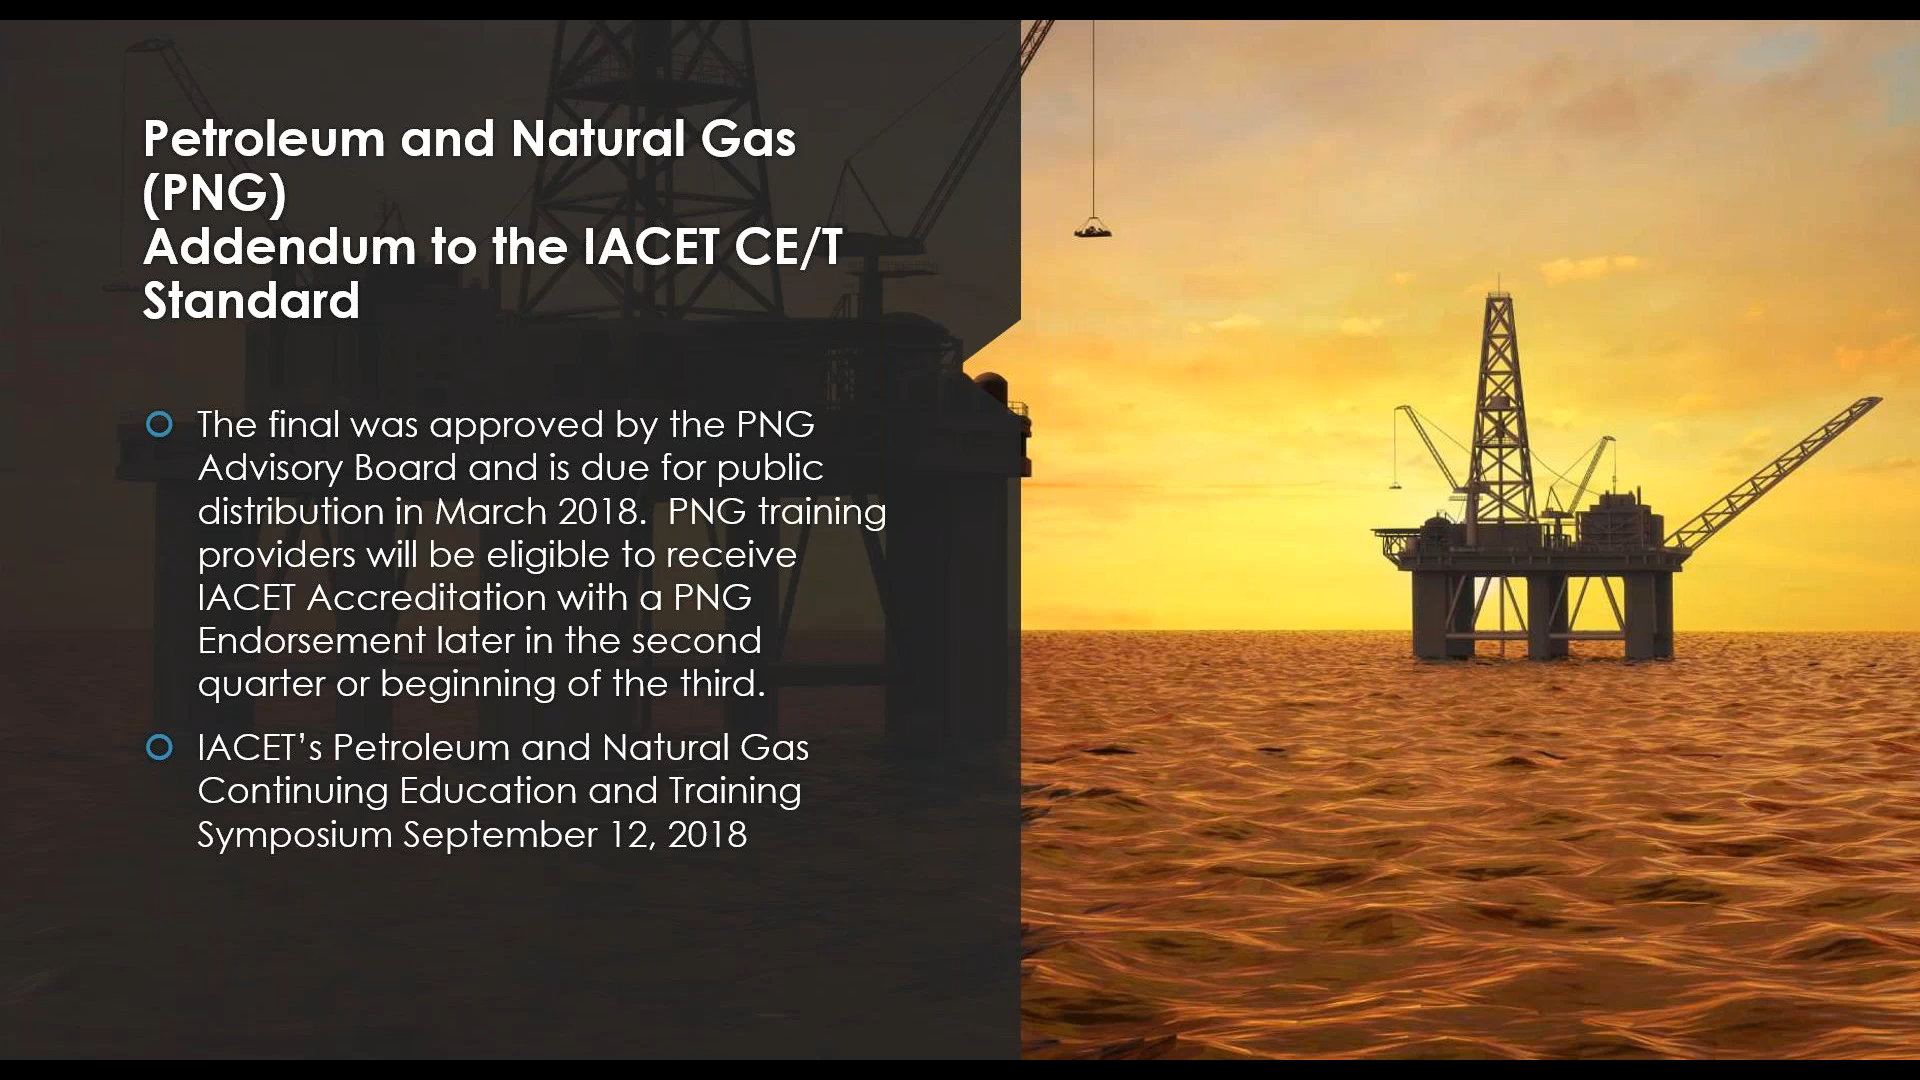 Petroleum and Natural Gas
(PNG)
Addendum to the IACET CE/T
Standard
The final was approved by the PNG
Advisory Board and is due for public
distribution in March 2018.  PNG training
providers will be eligible to receive
IACET Accreditation with a PNG
Endorsement later in the second
quarter or beginning of the third.
IACET’s Petroleum and Natural Gas
Continuing Education and Training
Symposium September 12, 2018